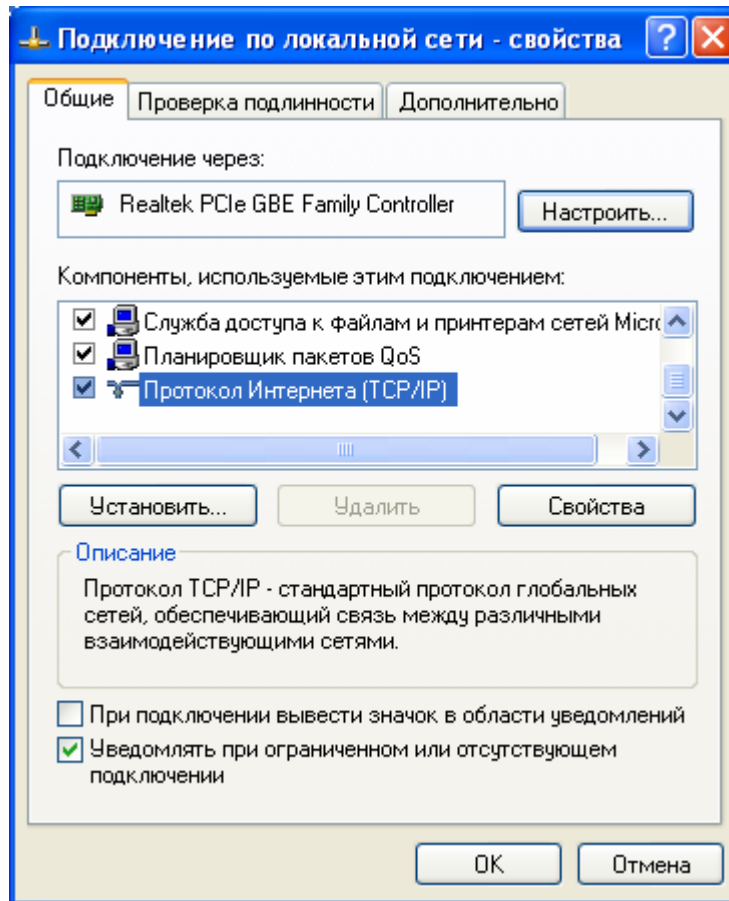 Подключение по локальной сети - свойства
Общие
Проверка подлинности
Дополнительно
Подключение через:
Realtek PCIe GBE Family Controller
Настроить...
Компоненты, используемые этим подключением:
Служба доступа к файлам и принтерам сетей Micro
Планировщик пакетов QoS
Протокол Интернета (TCP/IP)
Установить...
Удалить
Свойства
Описание
Протокол TCP/IP - стандартный протокол глобальных
сетей, обеспечивающий связь между различными
взаимодействующими сетями.
При подключении вывести значок в области уведомлений
Уведомлять при ограниченном или отсутствующем
подключении
OK
Отмена